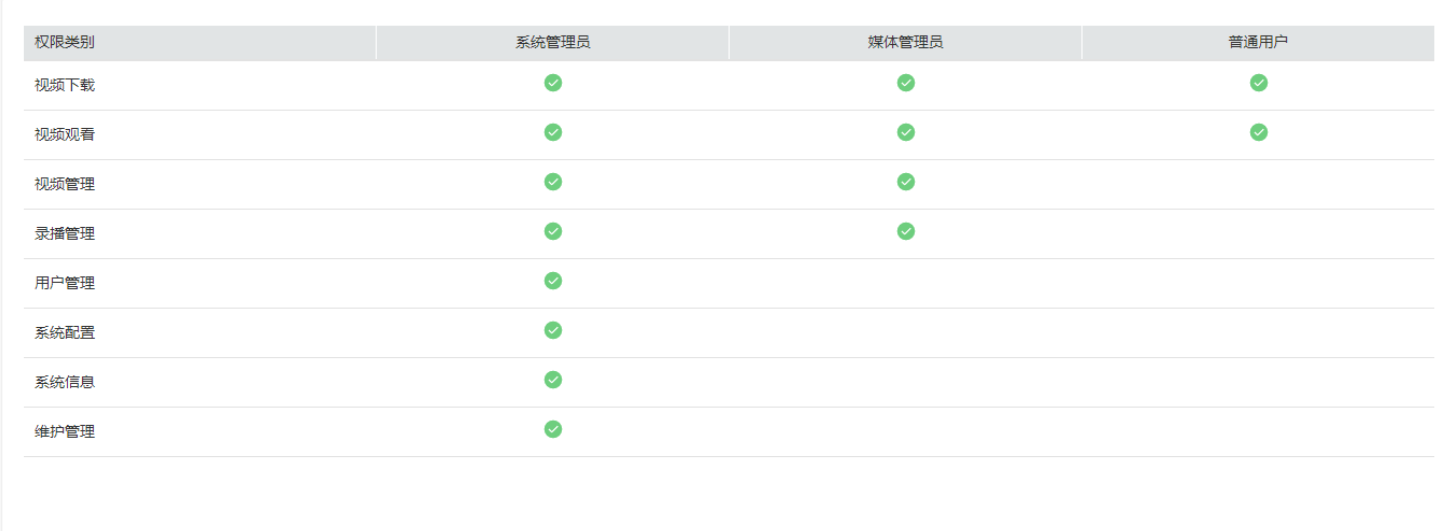 权限类别 系统管理员 媒体管理员 普通用户
视频下载
视频观看
视频管理
录播管理
用户管理
系统配置
系统信息
维护管理